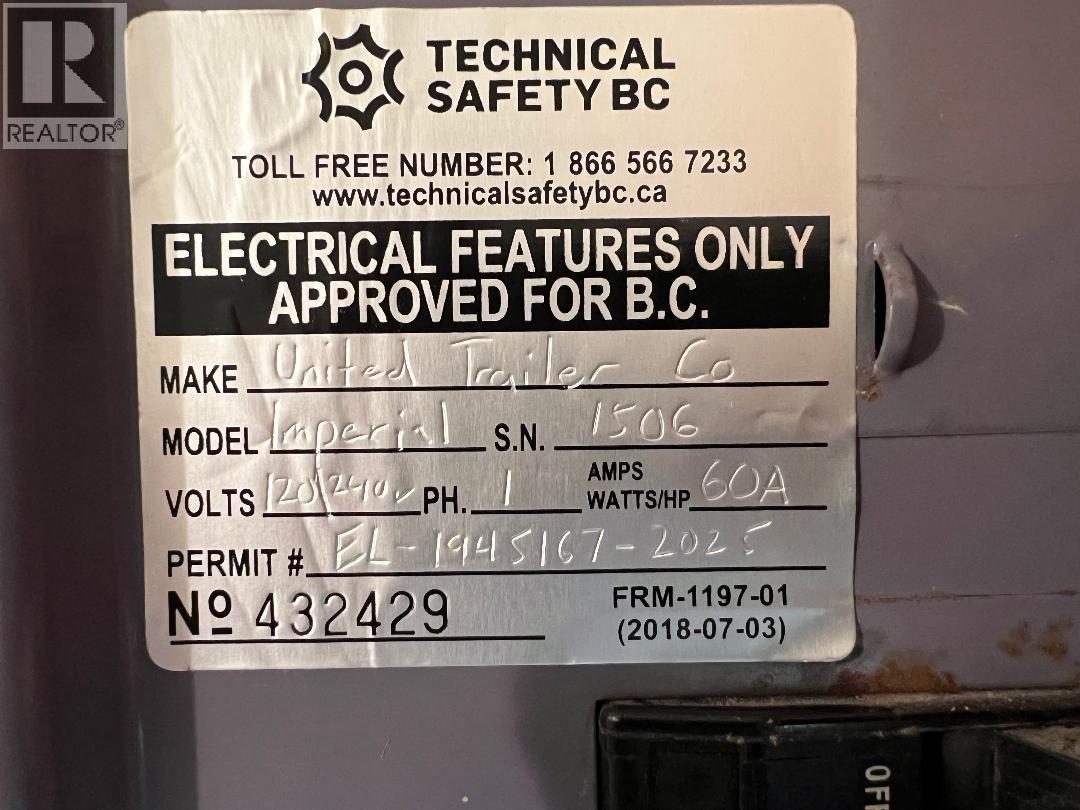 R
REALTOR®
TECHNICAL
SAFETY BC
TOLL FREE NUMBER: 1 866 566 7233
www.technicalsafetybc.ca
ELECTRICAL FEATURES ONLY
APPROVED FOR B.C.
MAKE United Trailer Co
MODEL Imperial S.N. 1506
VOLTS 120/240v PH. 1 AMPS WATTS/HP 60A
PERMIT # EL-1945167-2025
Nº 432429
FRM-1197-01
(2018-07-03)